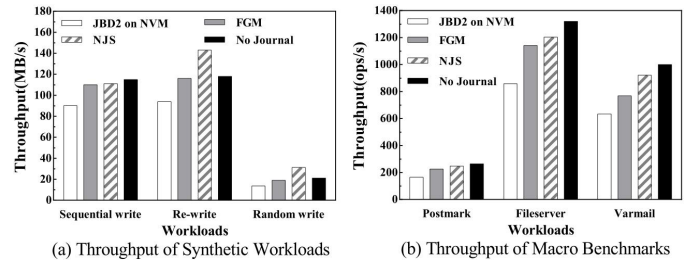 JBD2 on NVM FGM
NJS No Journal
Throughput(MB/s)
180
160
140
120
100
80
60
40
20
0
Sequential write Re-write Random write
Workloads
(a) Throughput of Synthetic Workloads
JBD2 on NVM
FGM
NJS
No Journal
Throughput(ops/s)
1400
1200
1000
800
600
400
200
0
Postmark Fileserver Varmail
Workloads
(b) Throughput of Macro Benchmarks